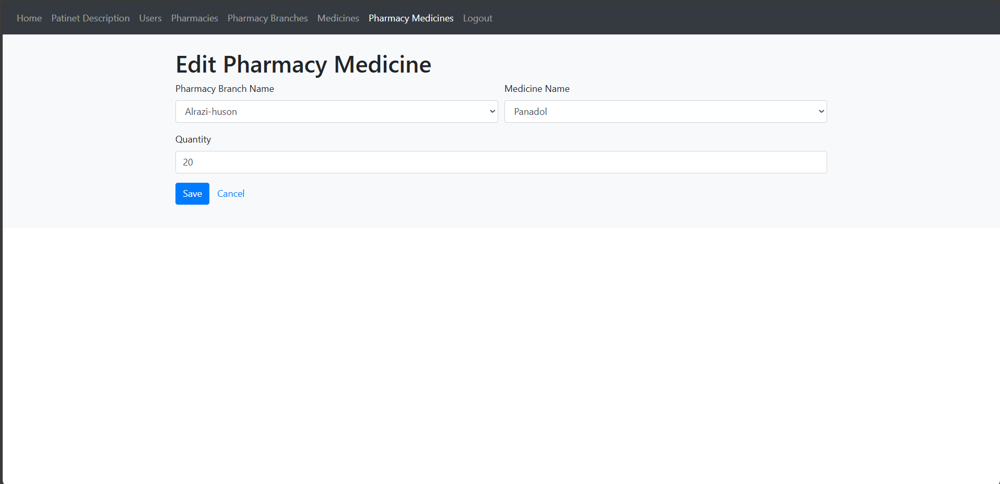 Home Patinet Description Users Pharmacies Pharmacy Branches Medicines Pharmacy Medicines Logout
Edit Pharmacy Medicine
Pharmacy Branch Name Medicine Name
Alrazi-huson Panadol
Quantity
20
Save Cancel